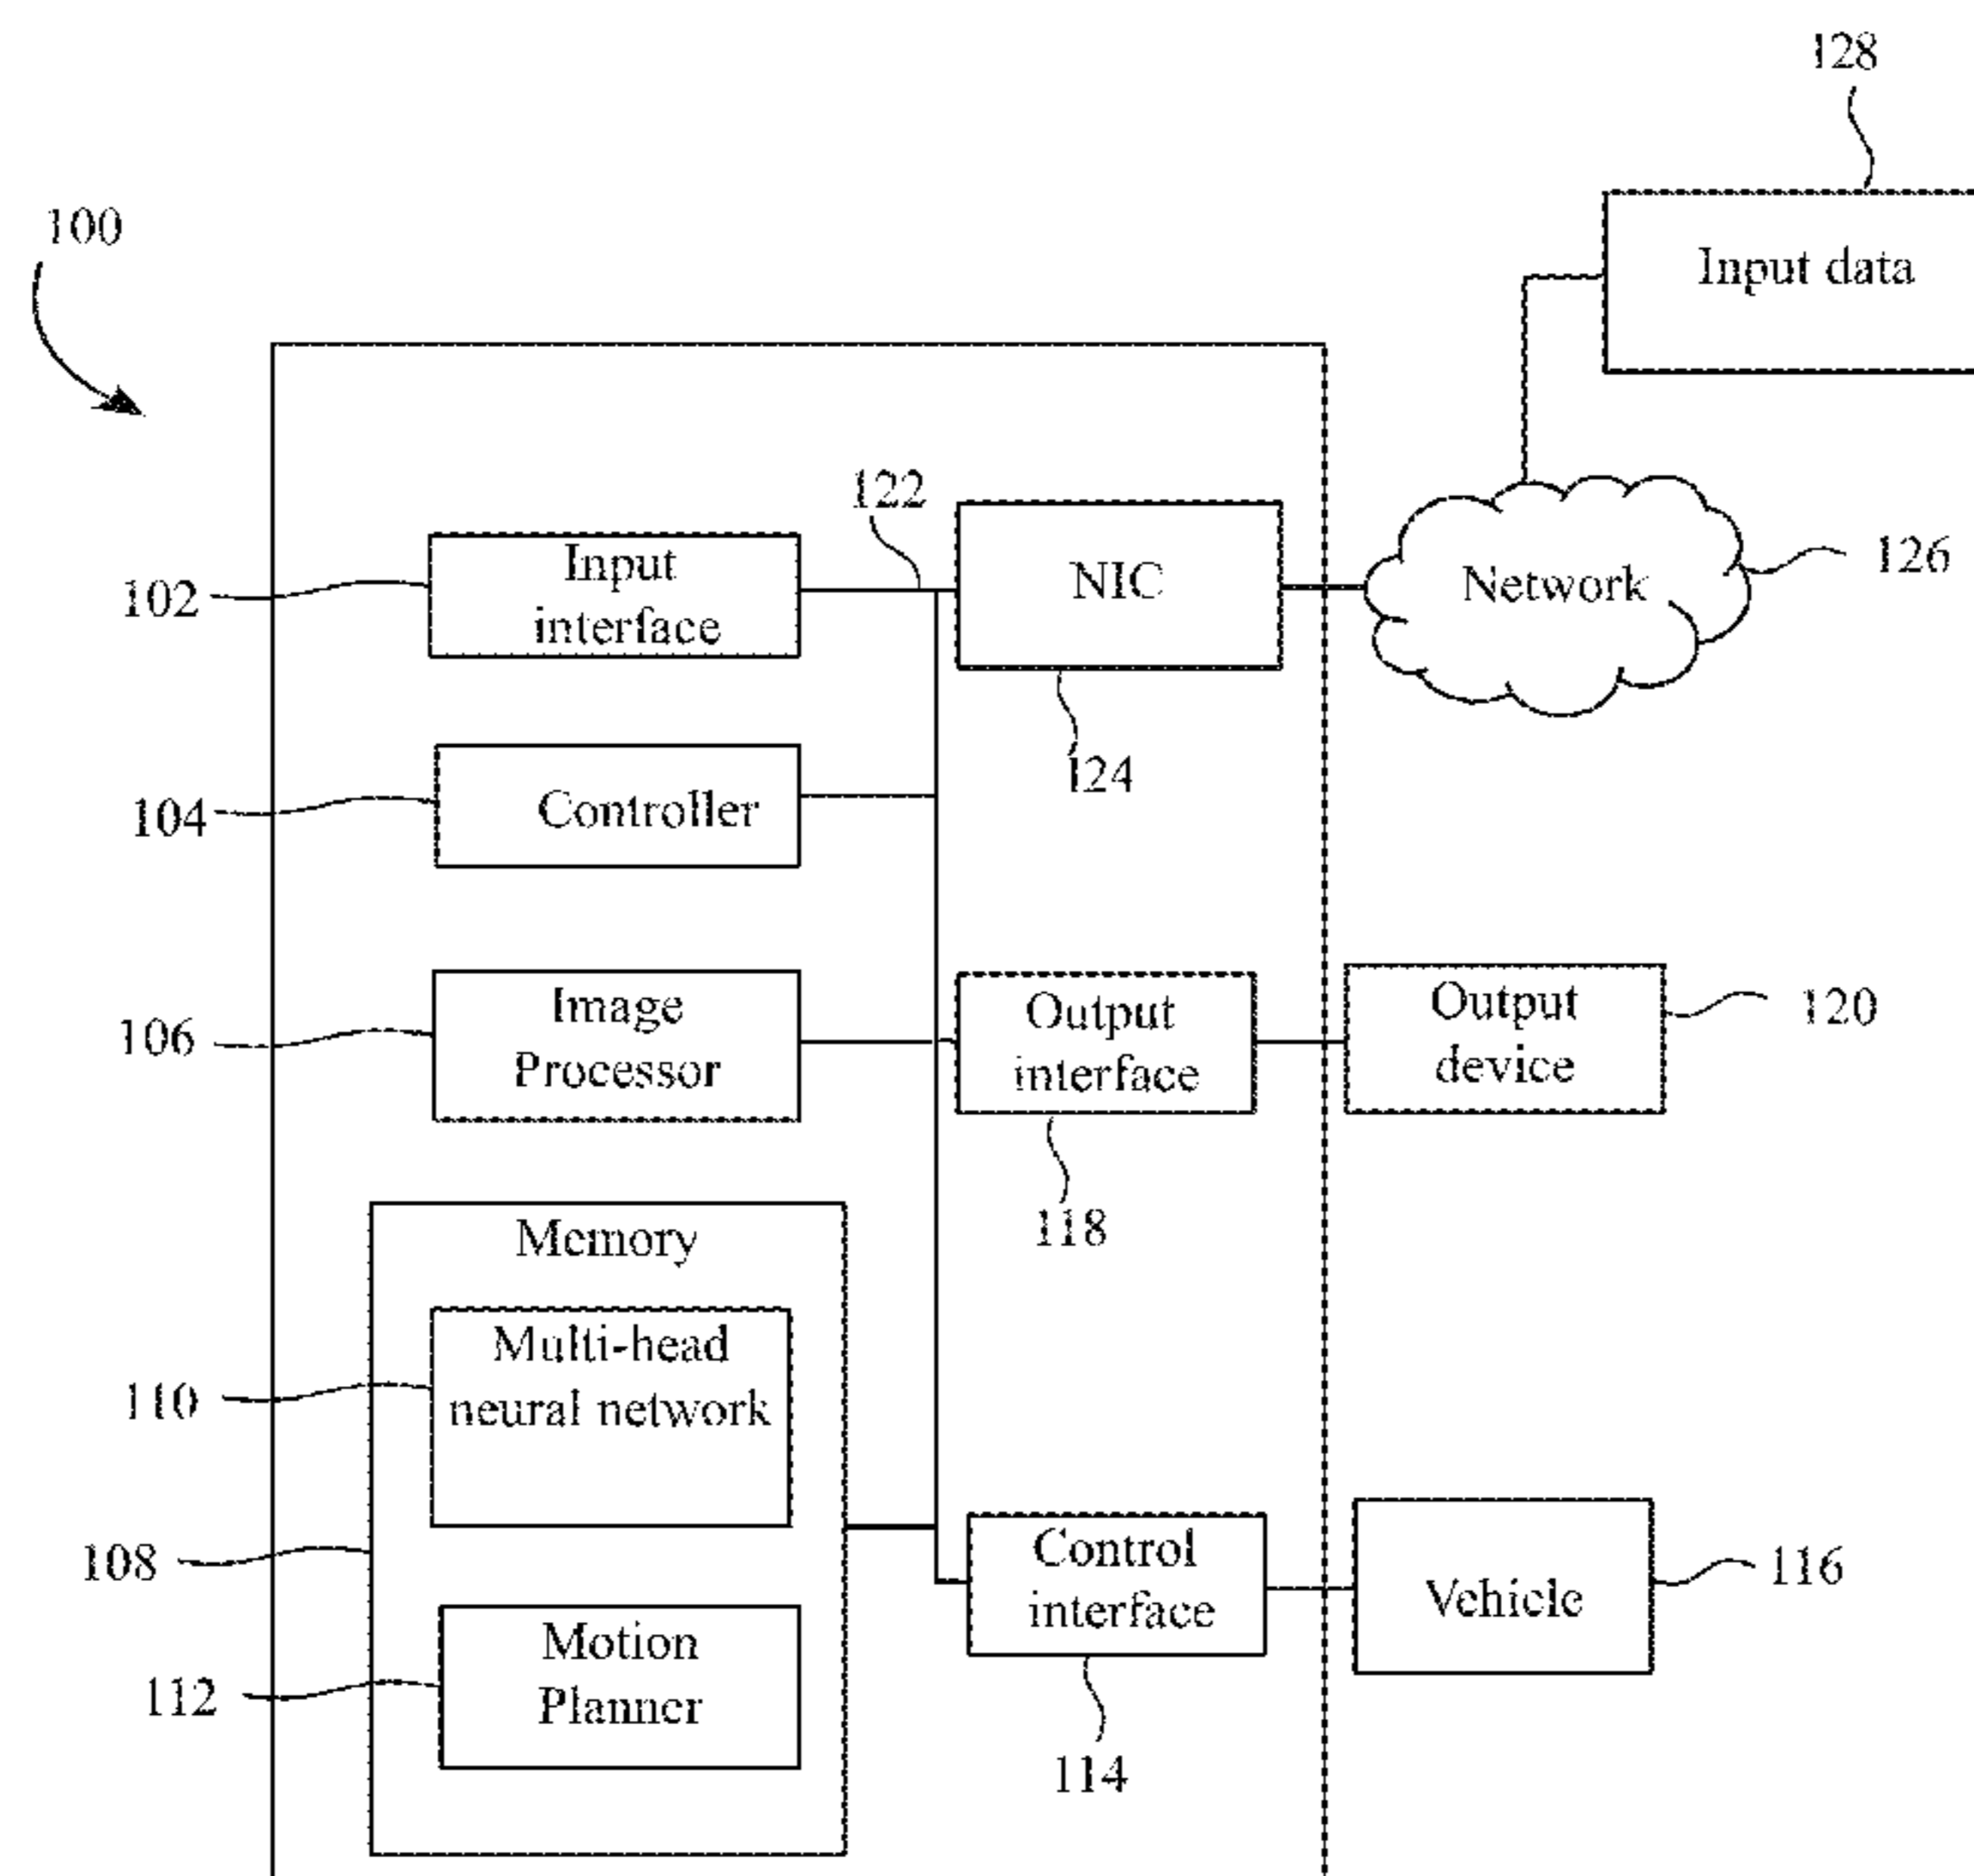 128
100
Input data
122
Input
interface
NIC
Network
126
102
124
104
Controller
Image
Processor
106
Output
interface
Output
device
120
118
Memory
Multi-head
neural network
110
108
Control
interface
Vehicle
116
Motion
Planner
112
114